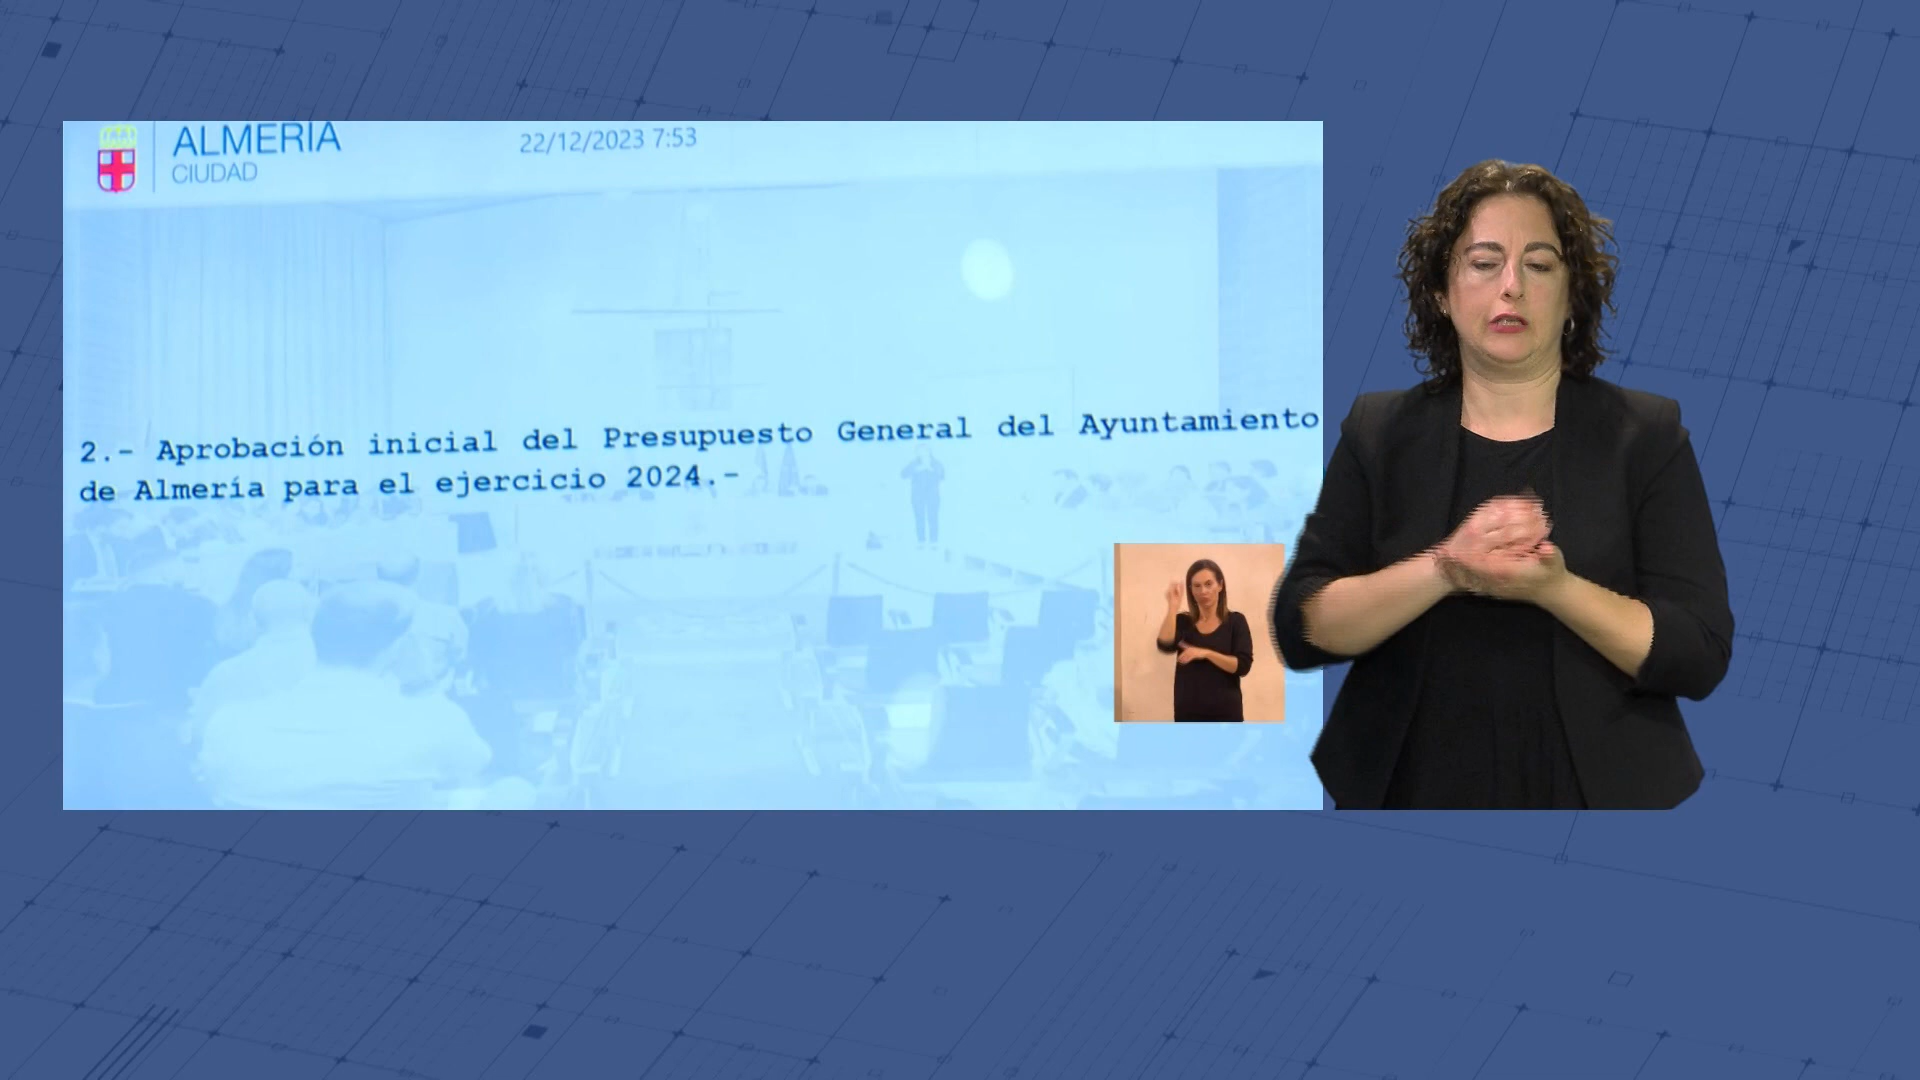 ALMERÍA
CIUDAD
22/12/2023 7:53
2.- Aprobación inicial del Presupuesto General del Ayuntamiento
de Almería para el ejercicio 2024.-